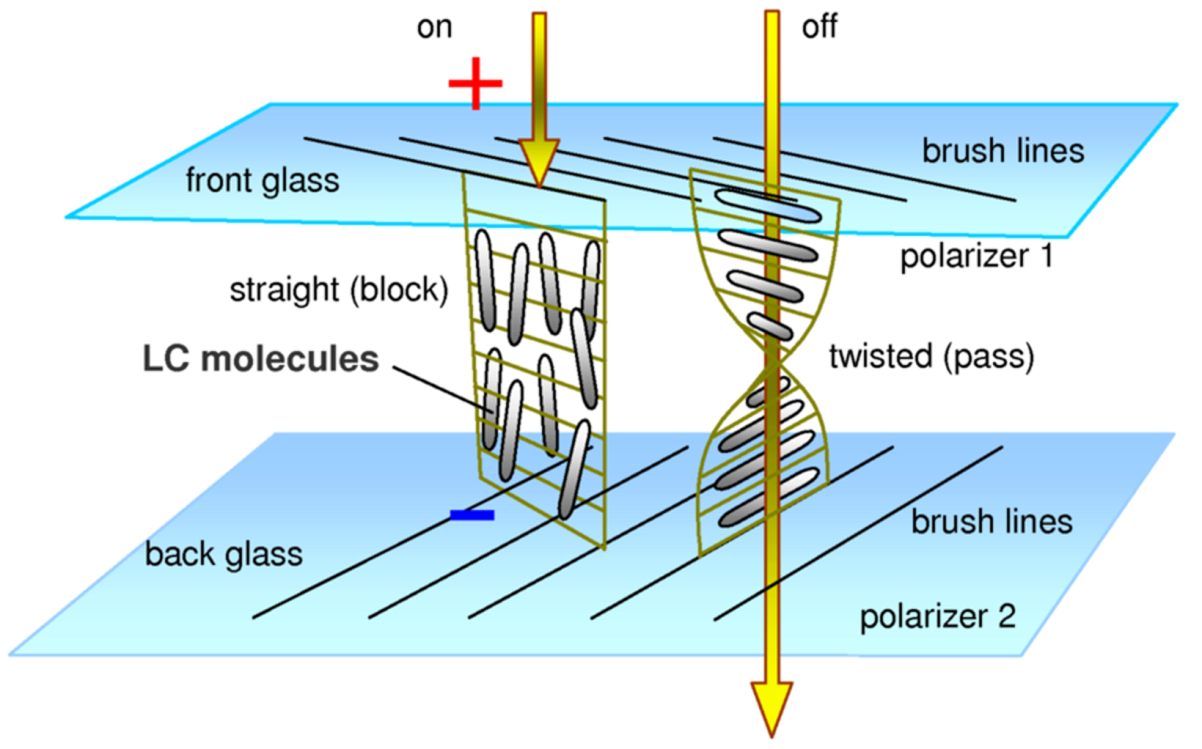 on
off
+
brush lines
front glass
polarizer 1
straight (block)
LC molecules
twisted (pass)
brush lines
back glass
polarizer 2